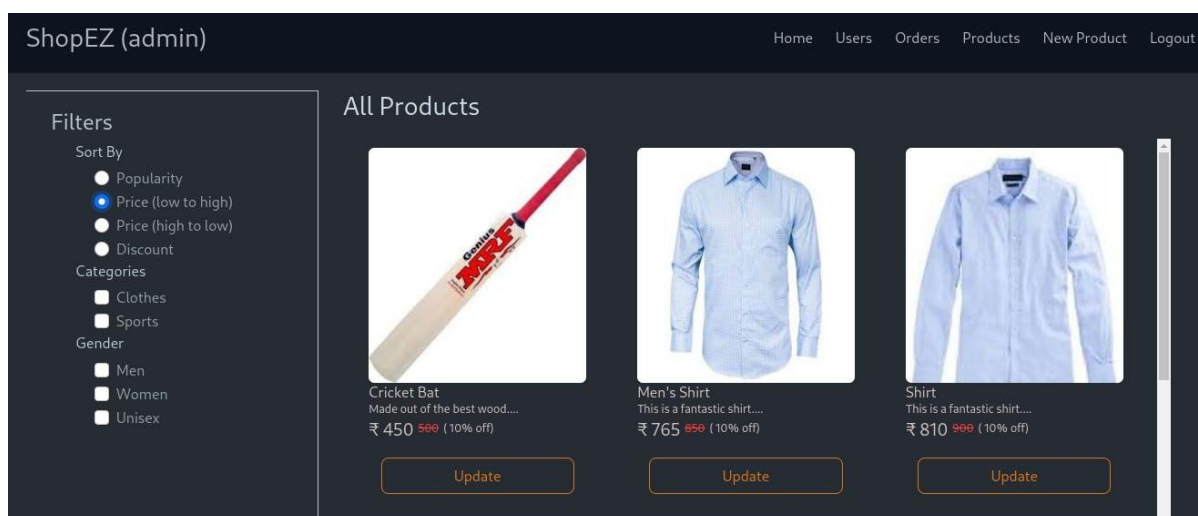 ShopEZ (admin)
Home Users Orders Products New Product Logout
Filters
Sort By
Popularity
Price (low to high)
Price (high to low)
Discount
Categories
Clothes
Sports
Gender
Men
Women
Unisex
All Products
Genius
MRF
Cricket Bat
Made out of the best wood....
₹ 450 500 (10% off)
Update
Men's Shirt
This is a fantastic shirt....
₹ 765 850 (10% off)
Update
Shirt
This is a fantastic shirt....
₹ 810 900 (10% off)
Update